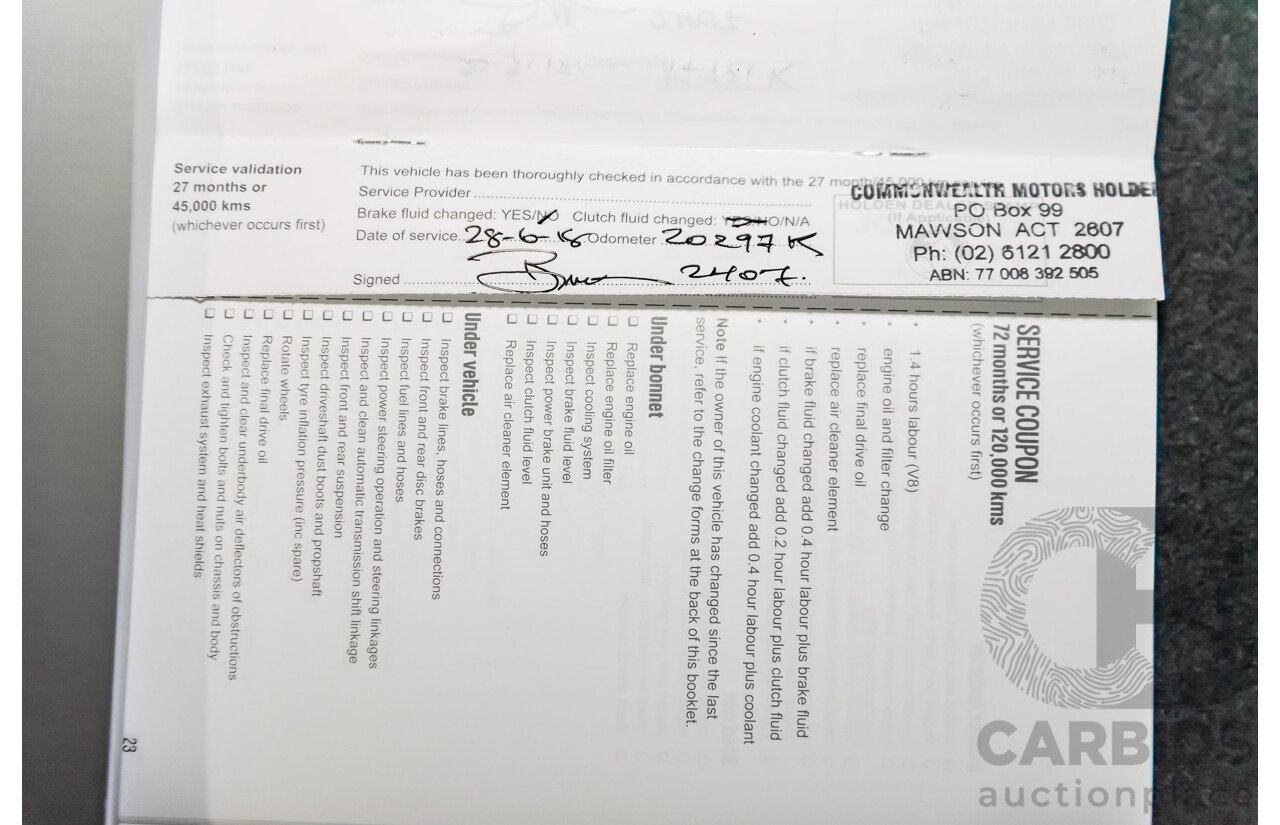 Service validation
27 months or
45,000 kms
(whichever occurs first)
This vehicle has been thoroughly checked in accordance with the 27 month/45,000 km
Service Provider
Brake fluid changed: YES/NO Clutch fluid changed: YES/NO/N/A
Date of service 28-6-18 Odometer 20297 K
2407.
Signed
HOLDEN DEALER
(If Applicable)
COMMONWEALTH MOTORS HOLDE
PO Box 99
MAWSON ACT 2607
Ph: (02) 6121 2800
ABN: 77 008 392 505
SERVICE COUPON
72 months or 120,000 kms
(whichever occurs first)
• 1.4 hours labour (V8)
• engine oil and filter change
• replace final drive oil
• replace air cleaner element
• if brake fluid changed add 0.4 hour labour plus brake fluid
• if clutch fluid changed add 0.2 hour labour plus clutch fluid
• if engine coolant changed add 0.4 hour labour plus coolant
Note If the owner of this vehicle has changed since the last
service, refer to the change forms at the back of this booklet.
Under bonnet
Replace engine oil
Replace engine oil filter
Inspect cooling system
Inspect brake fluid level
Inspect power brake unit and hoses
Inspect clutch fluid level
Replace air cleaner element
Under vehicle
Inspect brake lines, hoses and connections
Inspect front and rear disc brakes
Inspect fuel lines and hoses
Inspect power steering operation and steering linkages
Inspect and clean automatic transmission shift linkage
Inspect front and rear suspension
Inspect driveshaft dust boots and propshaft
Inspect tyre inflation pressure (inc spare)
Rotate wheels
Replace final drive oil
Inspect and clear underbody air deflectors of obstructions
Check and tighten bolts and nuts on chassis and body
Inspect exhaust system and heat shields
23
CARBIDS
auctionplace